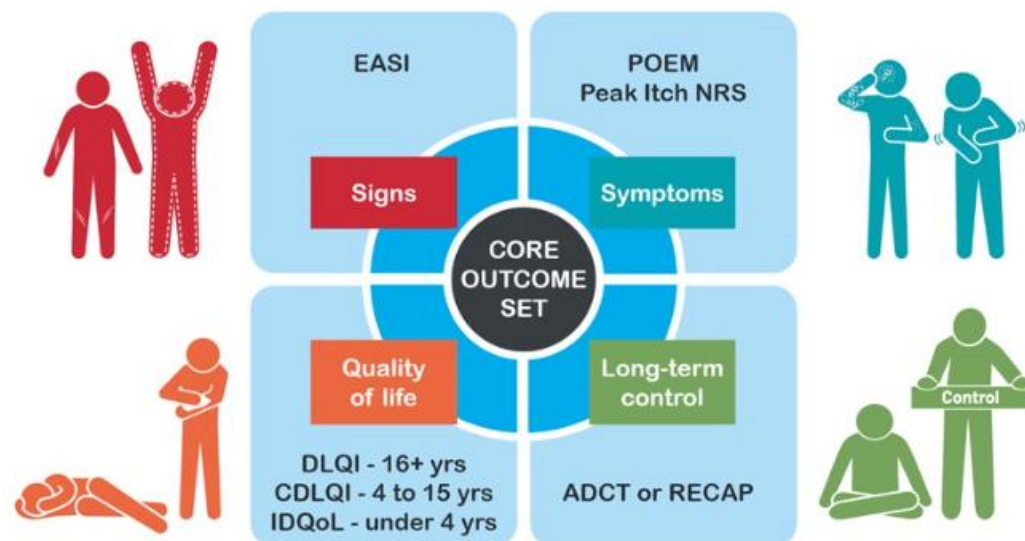 EASI
Signs
POEM
Peak Itch NRS
Symptoms
CORE
OUTCOME
SET
Quality
of life
DLQI - 16+ yrs
CDLQI - 4 to 15 yrs
IDQoL - under 4 yrs
Long-term
control
ADCT or RECAP
Control